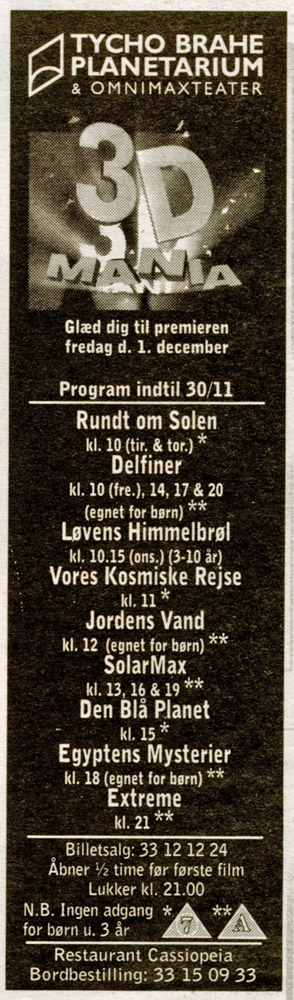 TYCHO BRAHE
PLANETARIUM
& OMNIMAXTEATER
3D
MANIA
Glæd dig til premieren
fredag d. 1. december
Program indtil 30/11
Rundt om Solen
kl. 10 (tir. & tor.) *
Delfiner
kl. 10 (fre.), 14, 17 & 20
(egnet for børn) **
Løvens Himmelbrøl
kl. 10.15 (ons.) (3-10 år)
Vores Kosmiske Rejse
kl. 11 *
Jordens Vand
kl. 12 (egnet for børn) **
SolarMax
kl. 13, 16 & 19 **
Den Blå Planet
kl. 15 *
Egyptens Mysterier
kl. 18 (egnet for børn) **
Extreme
kl. 21 **
Billetsalg: 33 12 12 24
Åbner ½ time før første film
Lukker kl. 21.00
N.B. Ingen adgang * 7 ** A
for børn u. 3 år
Restaurant Cassiopeia
Bordbestilling: 33 15 09 33